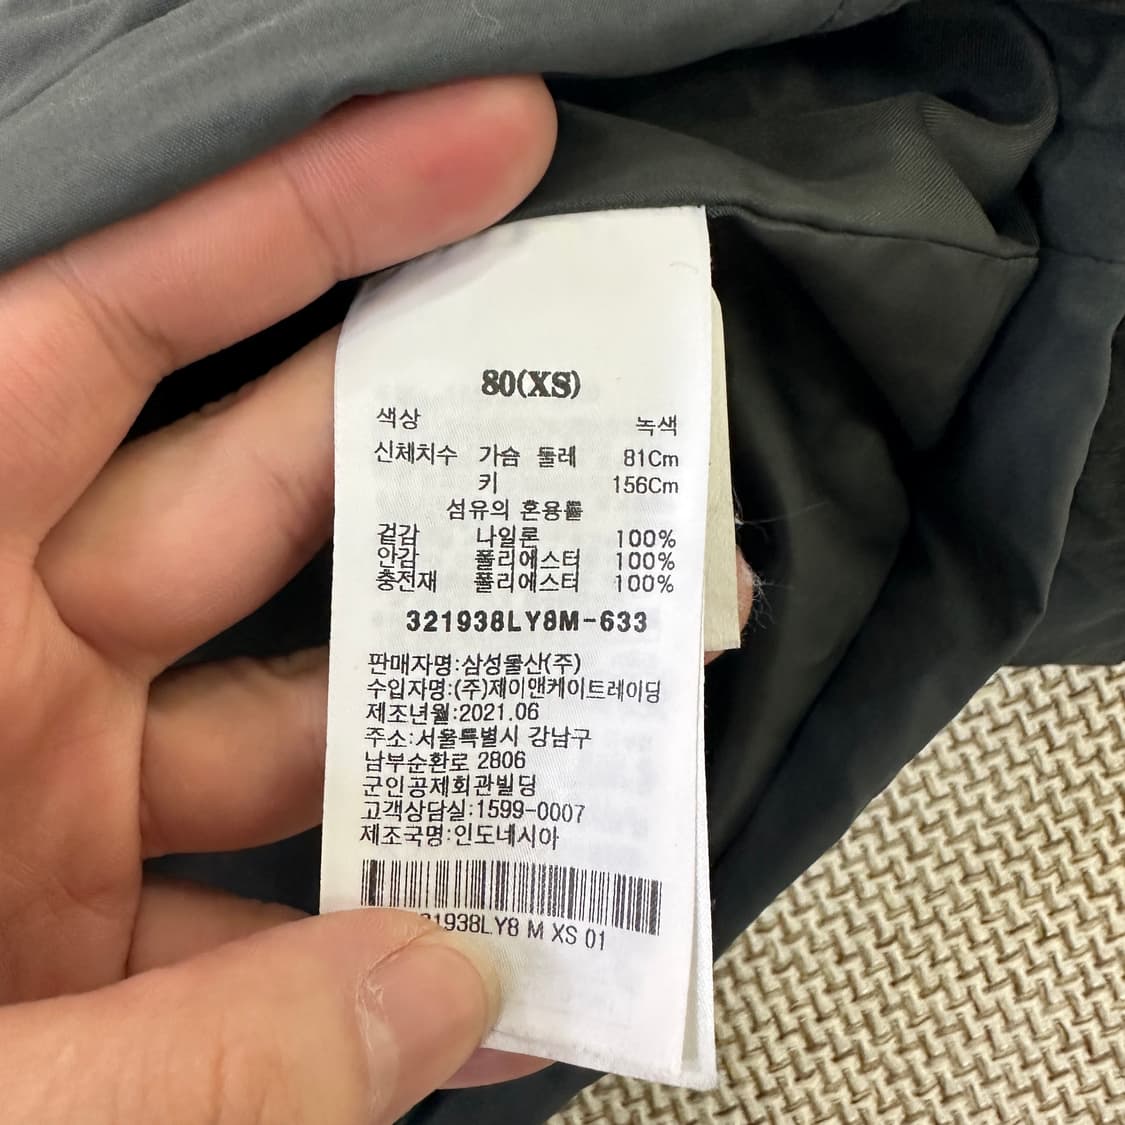 80(XS)
색상 녹색
신체치수 가슴 둘레 81Cm
키 156Cm
섬유의 혼용률
겉감 나일론 100%
안감 폴리에스터 100%
충전재 폴리에스터 100%
321938LY8M-633
판매자명:삼성물산(주)
수입자명:(주)제이앤케이트레이딩
제조년월:2021.06
주소:서울특별시 강남구
남부순환로 2806
군인공제회관빌딩
고객상담실:1599-0007
제조국명:인도네시아
21938LY8 M XS 01